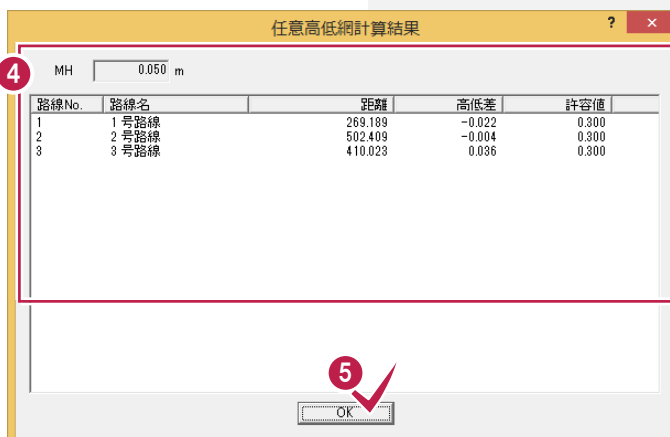 任意高低網計算結果 ? ×
4
MH 0.050 m
路線No. 路線名 距離 高低差 許容値
1 1号路線 269.189 -0.022 0.300
2 2号路線 502.409 -0.004 0.300
3 3号路線 410.023 0.036 0.300
5
OK